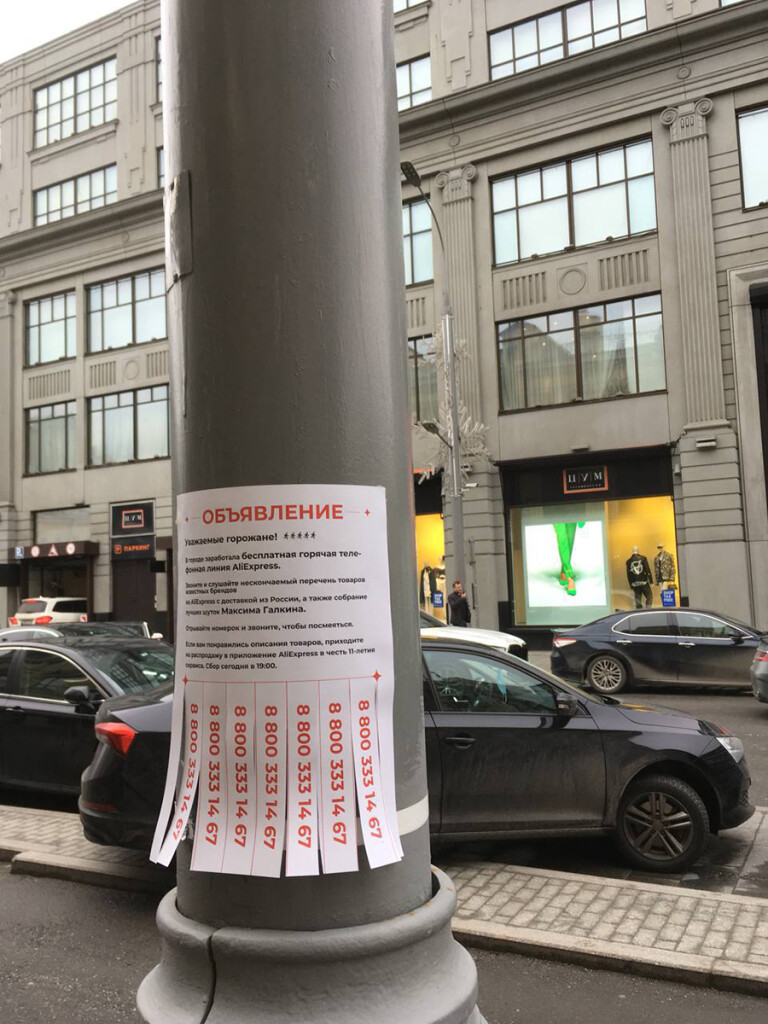 ОБЪЯВЛЕНИЕ
Уважаемые горожане!
В городе заработала бесплатная горячая теле-
фонная линия AliExpress.
Звоните и слушайте нескончаемый перечень товаров
известных брендов
на AliExpress с доставкой из России, а также собрание
лучших шуток Максима Галкина.
Отрывайте номерок и звоните, чтобы посмеяться.
Если вам понравились описания товаров, приходите
на распродажу в приложение AliExpress в честь 11-летия
сервиса. Сбор сегодня в 19:00.
8 800 333 14 67
8 800 333 14 67
8 800 333 14 67
8 800 333 14 67
8 800 333 14 67
8 800 333 14 67
8 800 333 14 67
ЦУМ
ПАРКИНГ
ЦУМ